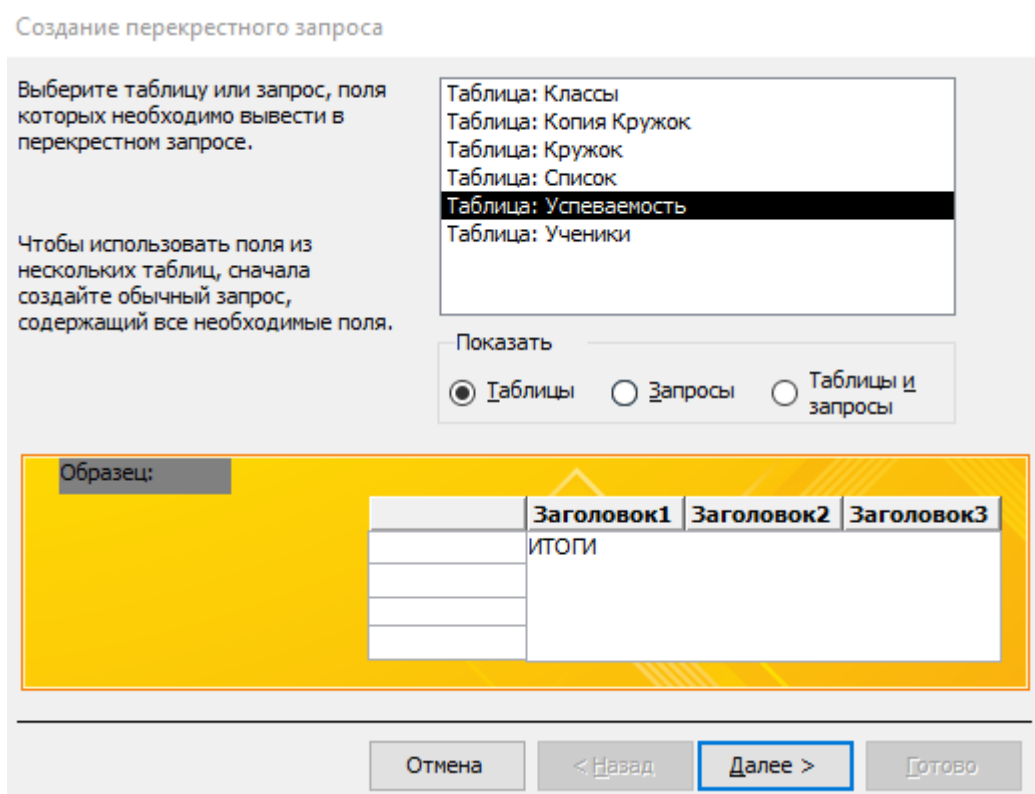 Создание перекрестного запроса
Выберите таблицу или запрос, поля
которых необходимо вывести в
перекрестном запросе.
Чтобы использовать поля из
нескольких таблиц, сначала
создайте обычный запрос,
содержащий все необходимые поля.
Таблица: Классы
Таблица: Копия Кружок
Таблица: Кружок
Таблица: Список
Таблица: Успеваемость
Таблица: Ученики
Показать
Таблицы
Запросы
Таблицы и
запросы
Образец:
Заголовок1 Заголовок2 Заголовок3
ИТОГИ
Отмена
< Назад
Далее >
Готово